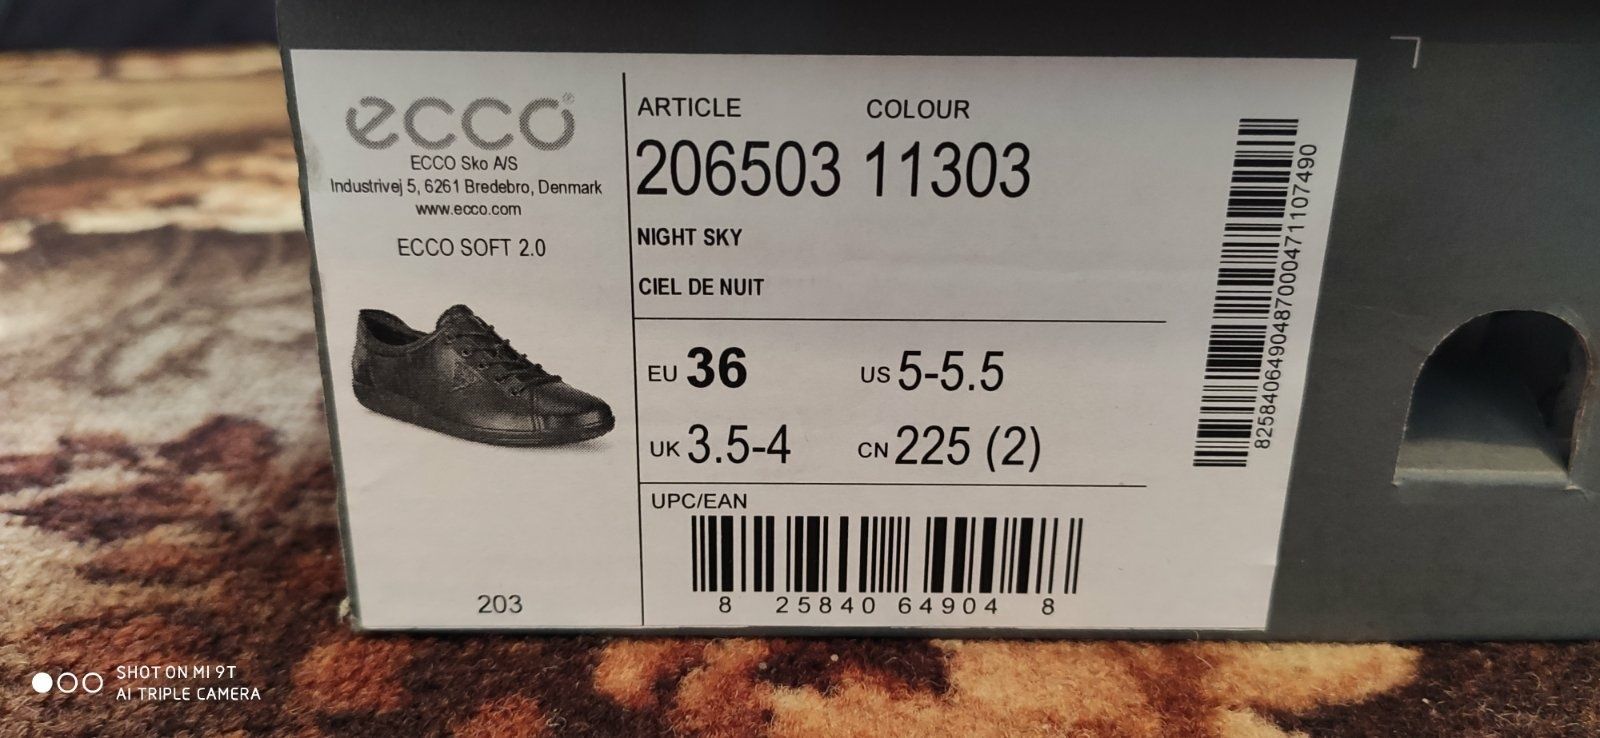 ecco®
ECCO Sko A/S
Industrivej 5, 6261 Bredebro, Denmark
www.ecco.com
ECCO SOFT 2.0
203
ARTICLE COLOUR
206503 11303
NIGHT SKY
CIEL DE NUIT
EU 36 US 5-5.5
UK 3.5-4 CN 225 (2)
UPC/EAN
8 25840 64904 8
825840649048700047110749​0
SHOT ON MI 9T
AI TRIPLE CAMERA